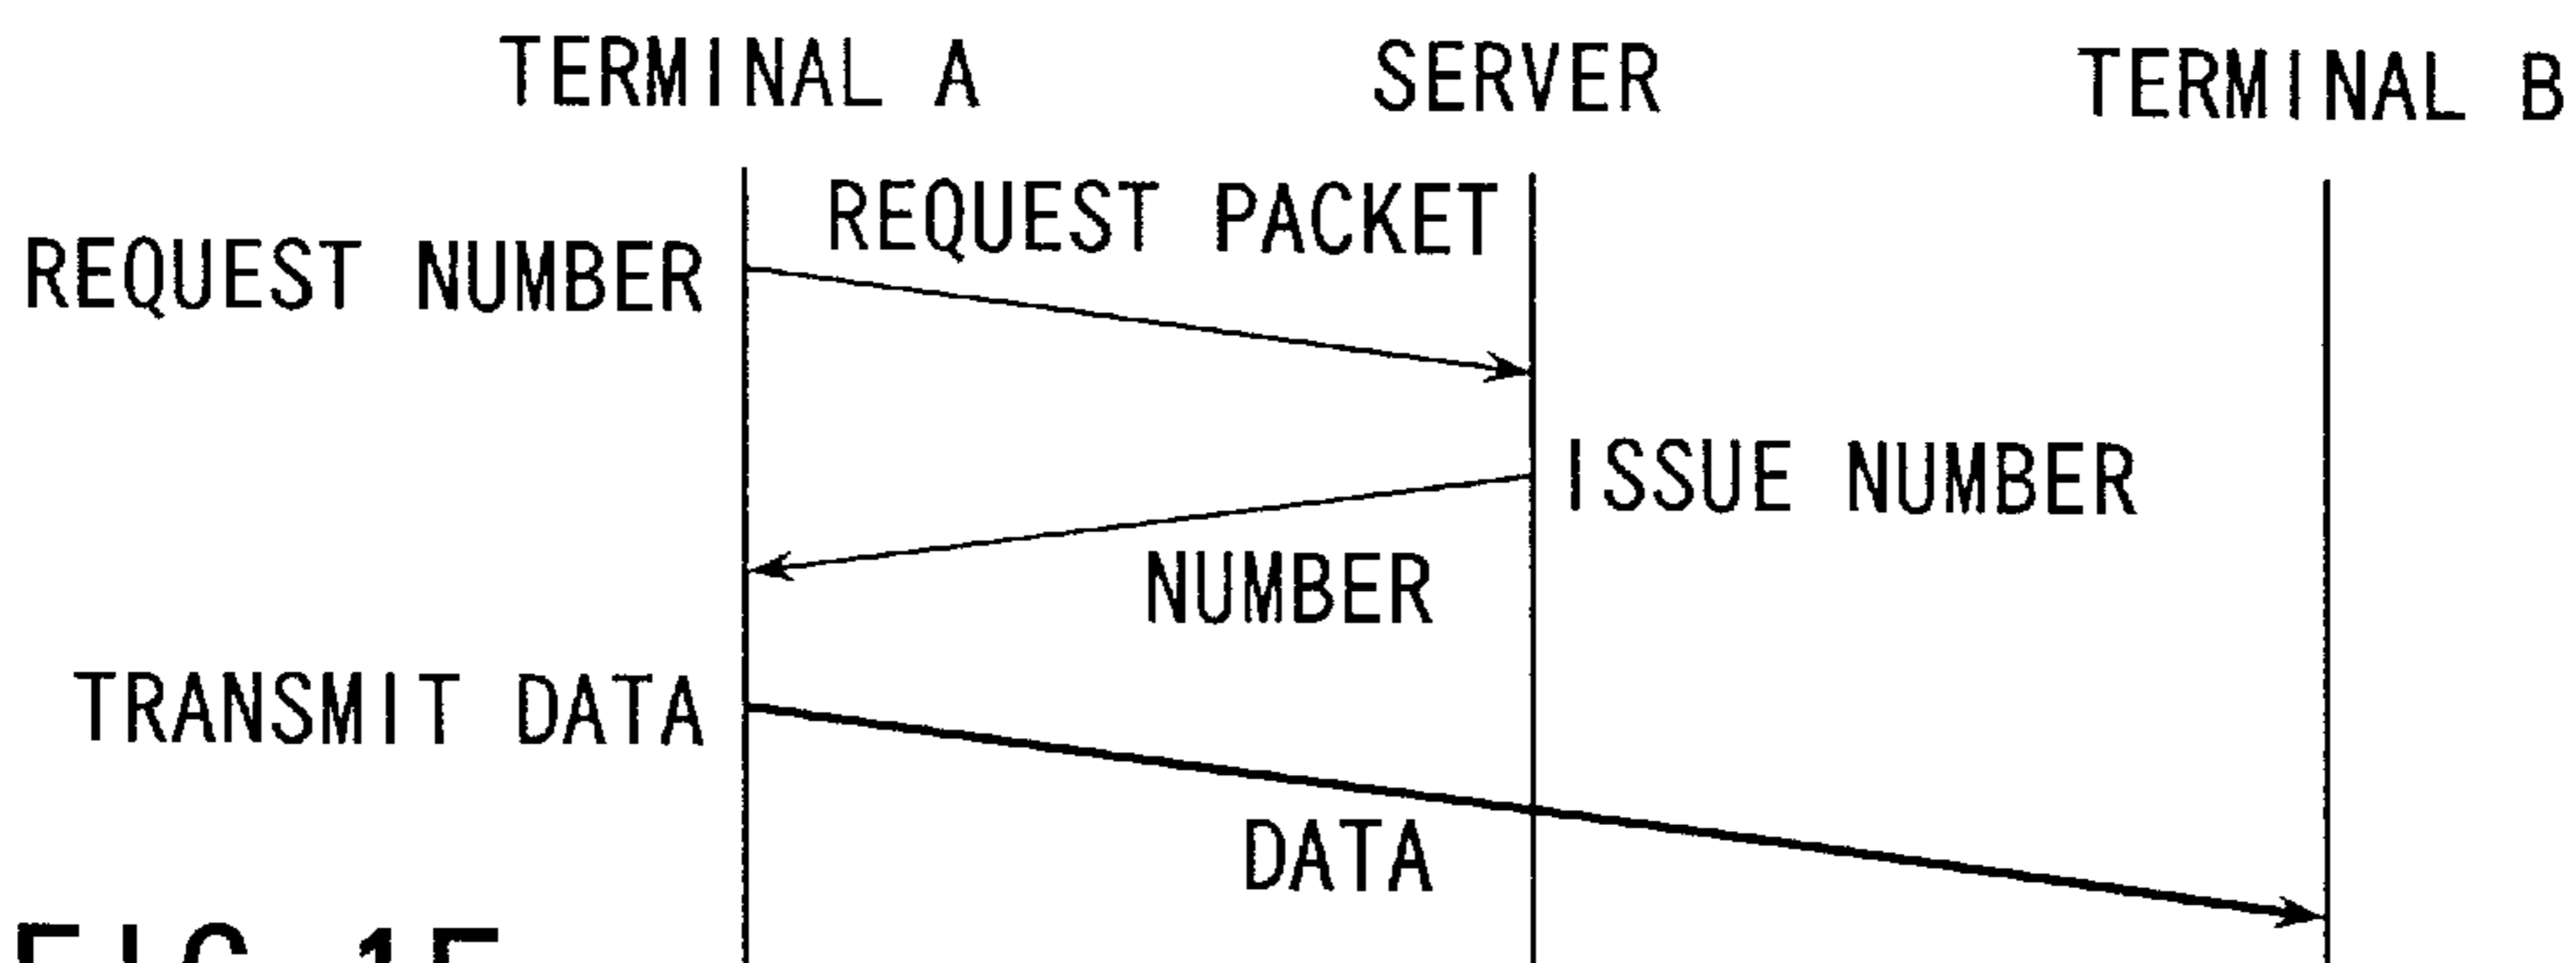 TERMINAL A SERVER TERMINAL B
REQUEST PACKET
REQUEST NUMBER
ISSUE NUMBER
NUMBER
TRANSMIT DATA
DATA